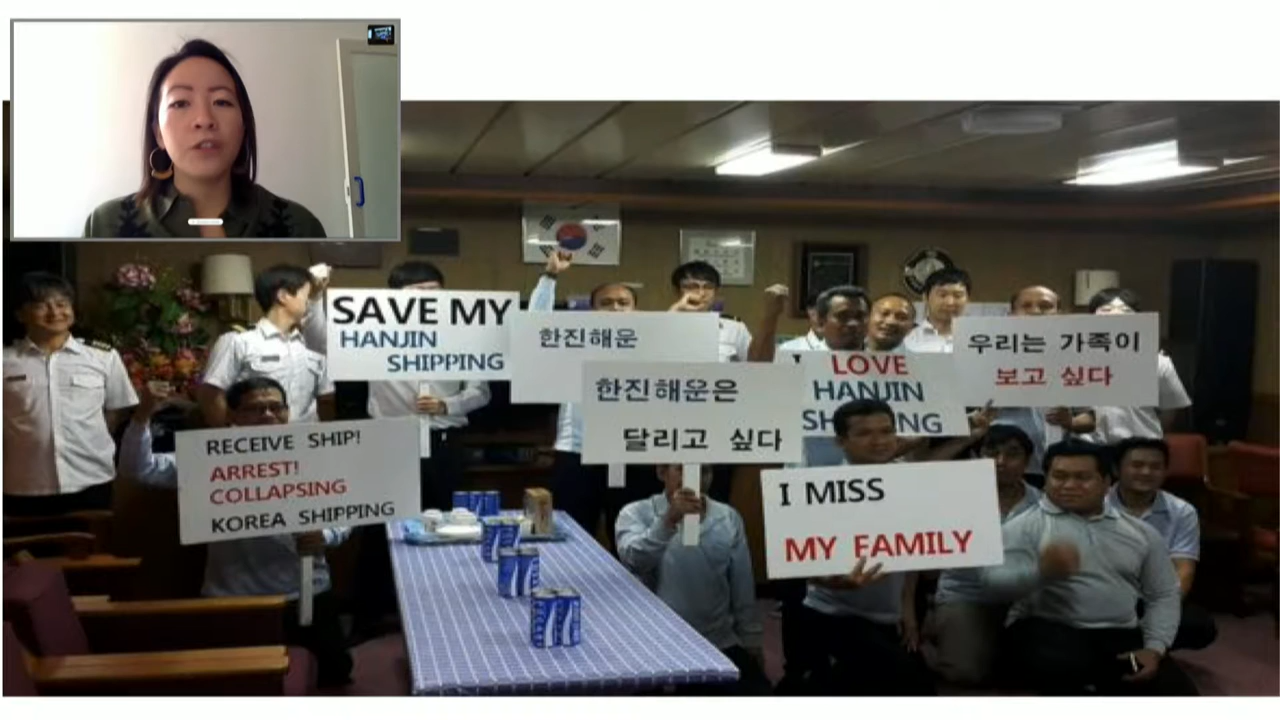 SAVE MY
HANJIN
SHIPPING
한진해운
한진해운은
달리고 싶다
I LOVE
HANJIN
우리는 가족이
보고 싶다
RECEIVE SHIP!
ARREST!
COLLAPSING
KOREA SHIPPING
I MISS
MY FAMILY